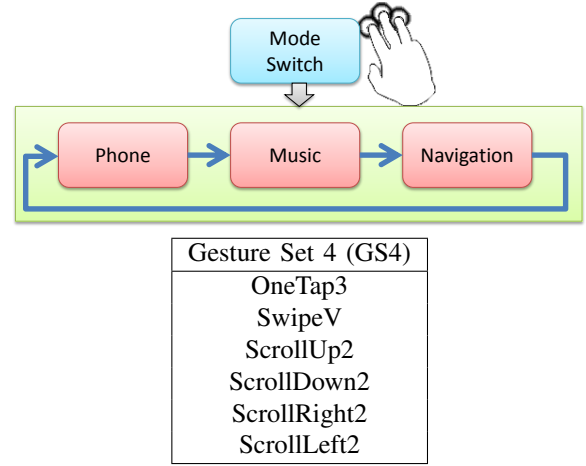 Mode
Switch
Phone
Music
Navigation
Gesture Set 4 (GS4)
OneTap3
SwipeV
ScrollUp2
ScrollDown2
ScrollRight2
ScrollLeft2